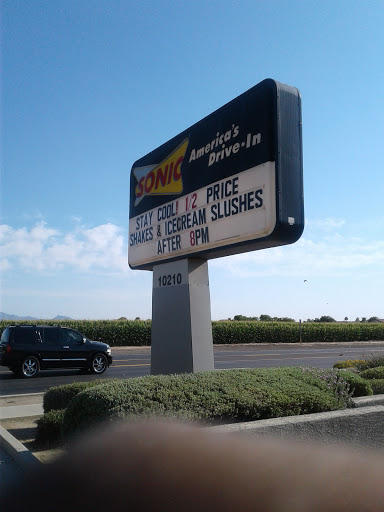 SONIC
America's
Drive-In
STAY COOL! 1/2 PRICE
SHAKES & ICECREAM SLUSHES
AFTER 8PM
10210